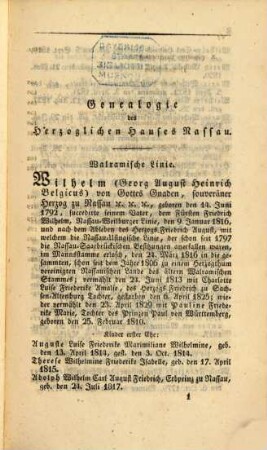 BAYERISCHE
STAATS-
BIBLIOTHEK
MUENCHEN
Genealogie
des
Herzoglichen Hauses Nassau.
Walramische Linie.
Wilhelm (Georg August Heinrich
Belgicus) von Gottes Gnaden, souveräner
Herzog zu Nassau ꝛc. ꝛc. ꝛc., geboren den 14. Juni
1792, succedirte seinem Vater, dem Fürsten Friedrich
Wilhelm, Nassau-Weilburger Linie, den 9. Januar 1816,
und nach dem Ableben des Herzogs Friedrich August, mit
welchem die Nassau-Usingische Linie, der schon seit 1797
die Nassau-Saarbrückischen Besitzungen angefallen waren,
im Mannsstamme erlosch, den 24. März 1816 in die ge-
sammten, schon seit dem Jahre 1806 zu einem Herzogthum
vereinigten Nassauischen Lande des ältern Walramischen
Stammes; vermählt den 24. Juni 1813 mit Charlotte
Luise Friederike Amalie, des Herzogs Friedrich zu Sach-
sen-Altenburg Tochter, gestorben den 6. April 1825; wie-
der vermählt den 23. April 1829 mit Pauline Friede-
rike Marie, Tochter des Prinzen Paul von Württemberg,
geboren den 25. Februar 1810.
Kinder erster Ehe:
Auguste Luise Friederike Maximiliane Wilhelmine, geb.
den 13. April 1814, gest. den 3. Oct. 1814.
Therese Wilhelmine Friederike Isabelle, geb. den 17. April
1815.
Adolph Wilhelm Carl August Friedrich, Erbprinz zu Nassau,
geb. den 24. Juli 1817.
1